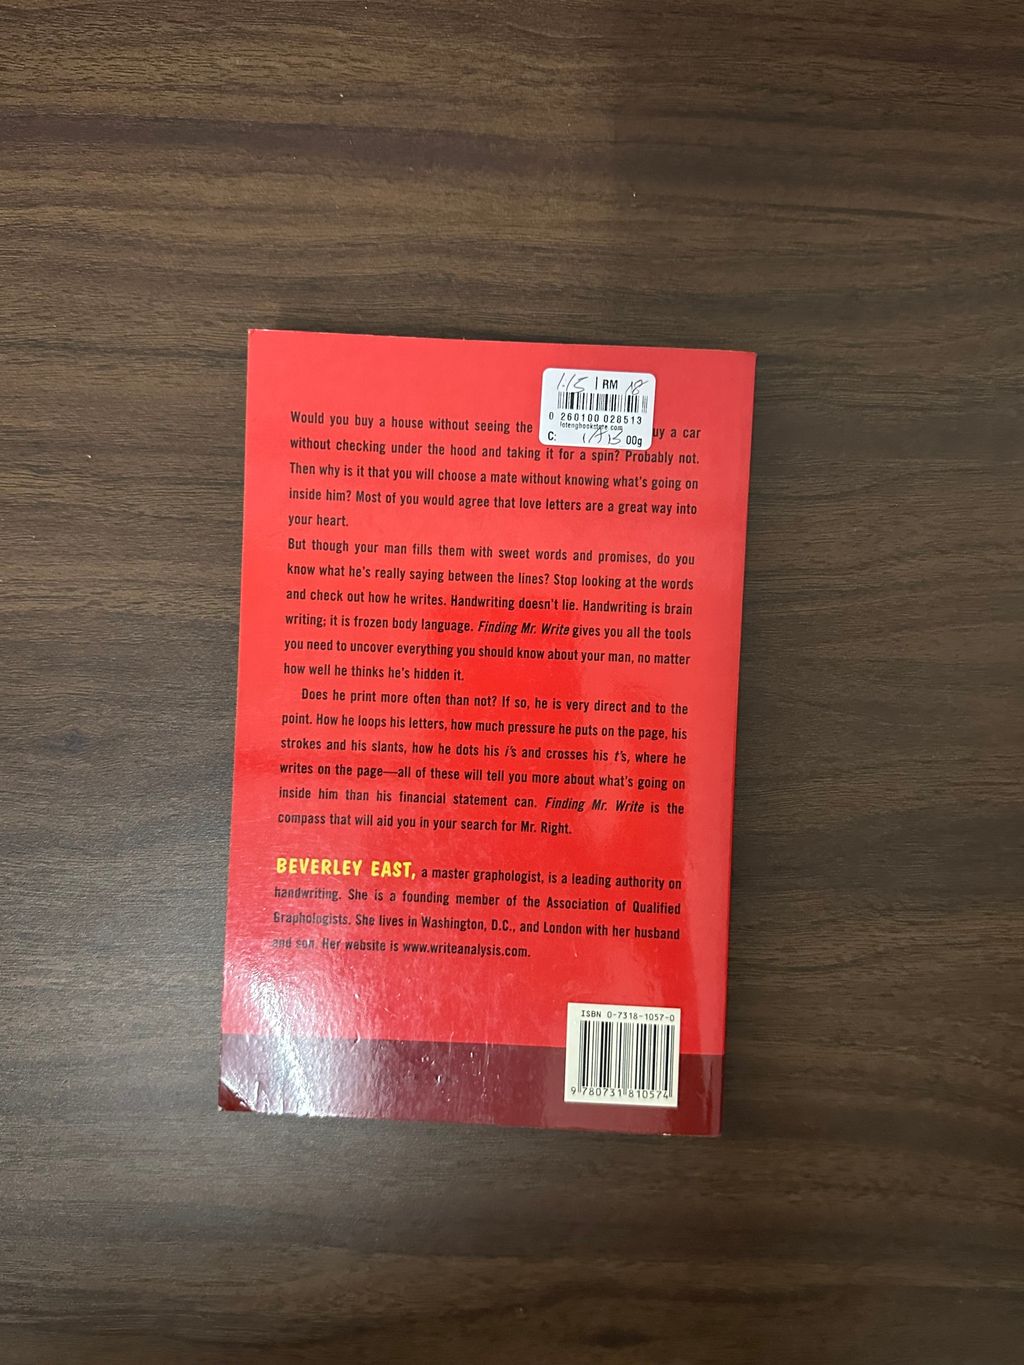 1.15 | RM 18
0 260100 028513
C: 00g
Would you buy a house without seeing the uy a car
without checking under the hood and taking it for a spin? Probably not.
Then why is it that you will choose a mate without knowing what's going on
inside him? Most of you would agree that love letters are a great way into
your heart.
But though your man fills them with sweet words and promises, do you
know what he's really saying between the lines? Stop looking at the words
and check out how he writes. Handwriting doesn't lie. Handwriting is brain
writing; it is frozen body language. Finding Mr. Write gives you all the tools
you need to uncover everything you should know about your man, no matter
how well he thinks he's hidden it.
Does he print more often than not? If so, he is very direct and to the
point. How he loops his letters, how much pressure he puts on the page, his
strokes and his slants, how he dots his i's and crosses his t's, where he
writes on the page—all of these will tell you more about what's going on
inside him than his financial statement can. Finding Mr. Write is the
compass that will aid you in your search for Mr. Right.
BEVERLEY EAST, a master graphologist, is a leading authority on
handwriting. She is a founding member of the Association of Qualified
Graphologists. She lives in Washington, D.C., and London with her husband
and son. Her website is www.writeanalysis.com.
ISBN 0-7318-1057-0
9 780731 810574